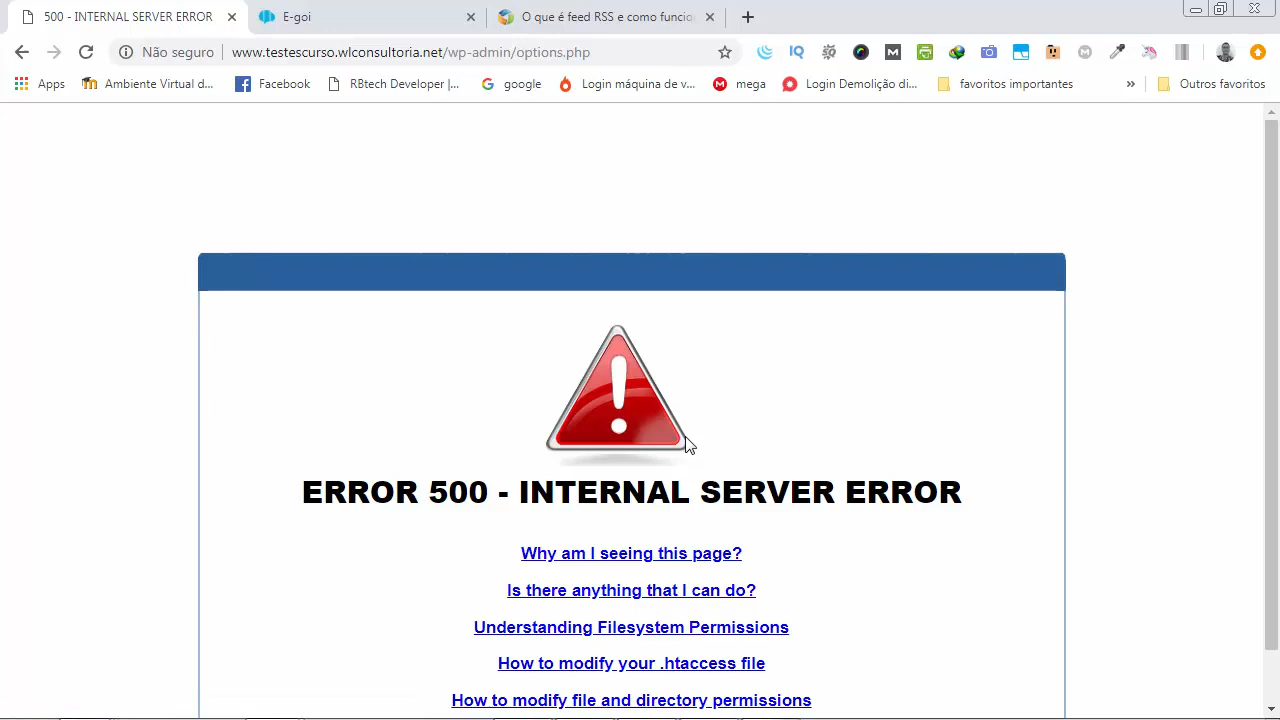 500 - INTERNAL SERVER ERROR
E-goi
O que é feed RSS e como funcio
Não seguro
www.testescurso.wlconsultoria.net/wp-admin/options.php
Apps
Ambiente Virtual d...
Facebook
RBtech Developer |...
google
Login máquina de v...
mega
Login Demolição di...
favoritos importantes
»
Outros favoritos
ERROR 500 - INTERNAL SERVER ERROR
Why am I seeing this page?
Is there anything that I can do?
Understanding Filesystem Permissions
How to modify your .htaccess file
How to modify file and directory permissions